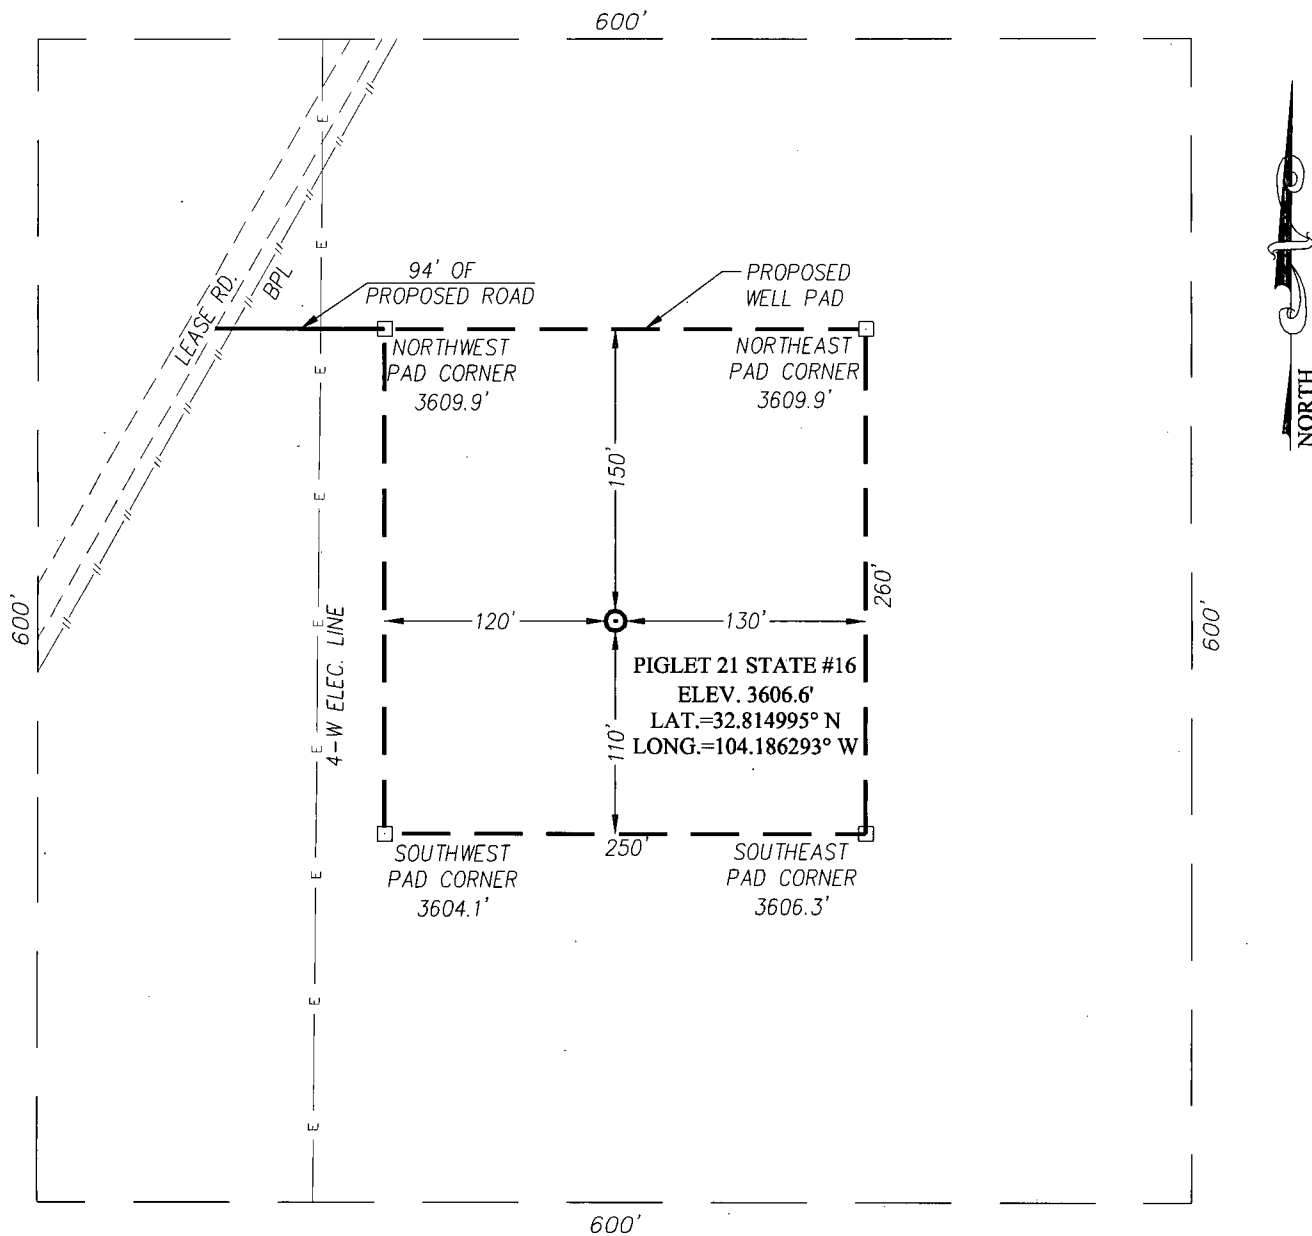 600'
94' OF
PROPOSED ROAD
PROPOSED
WELL PAD
LEASE RD.
BPL
NORTH
E
E
NORTHWEST
PAD CORNER
3609.9'
NORTHEAST
PAD CORNER
3609.9'
E
E
150'
260'
600'
600'
4-W ELEC. LINE
E
120'
130'
PIGLET 21 STATE #16
ELEV. 3606.6'
LAT.=32.814995° N
LONG.=104.186293° W
110'
E
250'
SOUTHWEST
PAD CORNER
3604.1'
SOUTHEAST
PAD CORNER
3606.3'
E
E
E
600'